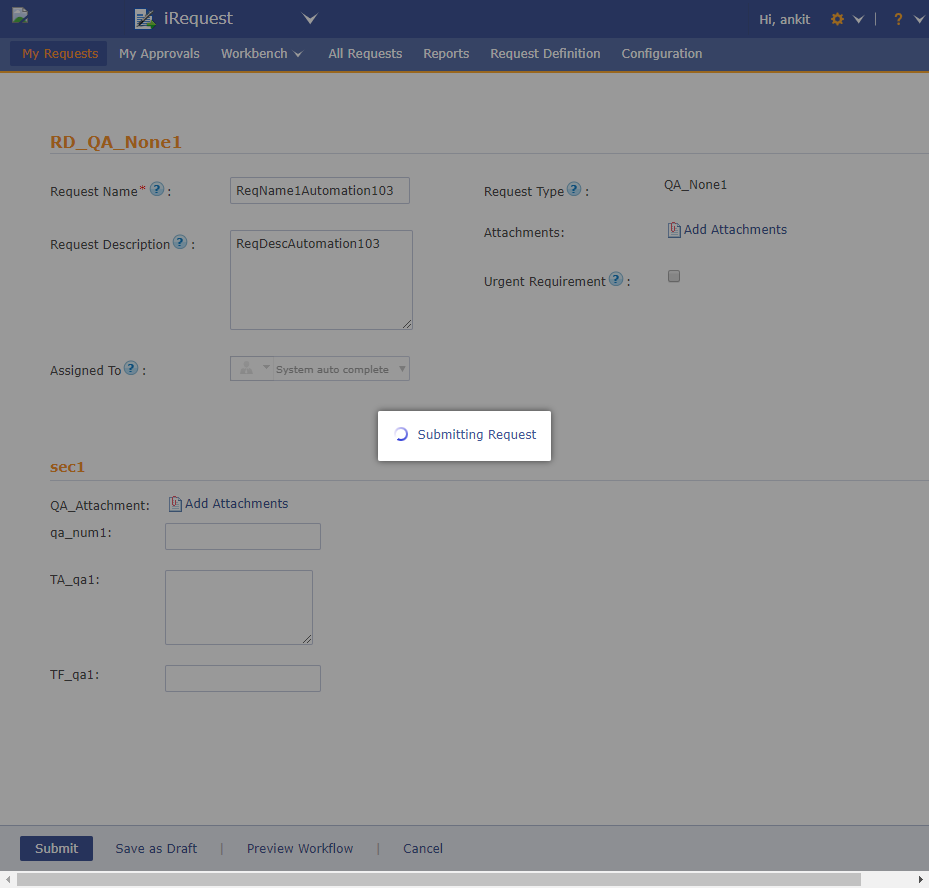 iRequest
Hi, ankit | ?
My Requests My Approvals Workbench All Requests Reports Request Definition Configuration
RD_QA_None1
Request Name* ? : ReqName1Automation103
Request Type ? : QA_None1
Request Description ? : ReqDescAutomation103
Attachments: Add Attachments
Urgent Requirement ? :
Assigned To ? : System auto complete
Submitting Request
sec1
QA_Attachment: Add Attachments
qa_num1:
TA_qa1:
TF_qa1:
Submit Save as Draft | Preview Workflow | Cancel